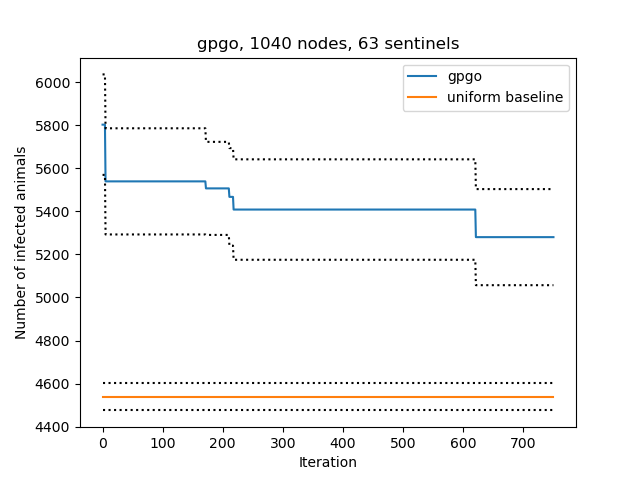 gpgo, 1040 nodes, 63 sentinels
gpgo
uniform baseline
Number of infected animals
6000
5800
5600
5400
5200
5000
4800
4600
4400
0 100 200 300 400 500 600 700
Iteration